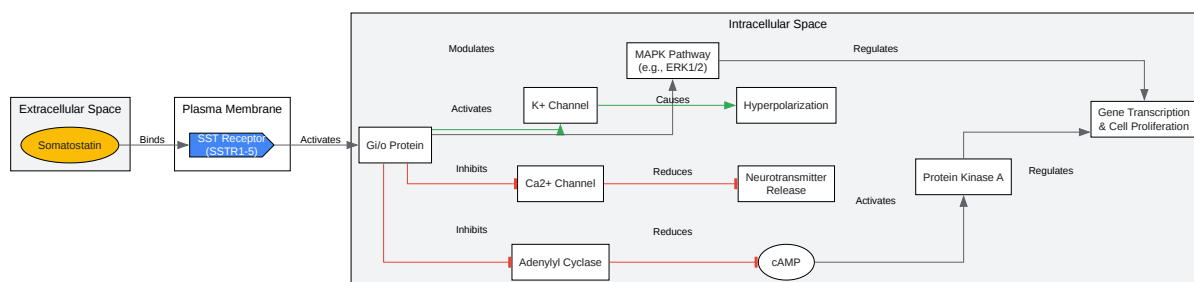 Intracellular Space
Modulates
MAPK Pathway
(e.g., ERK1/2)
Regulates
Extracellular Space
Plasma Membrane
Activates
K+ Channel
Causes
Hyperpolarization
Gene Transcription
& Cell Proliferation
Somatostatin
Binds
SST Receptor
(SSTR1-5)
Activates
Gi/o Protein
Inhibits
Ca2+ Channel
Reduces
Neurotransmitter
Release
Protein Kinase A
Regulates
Activates
Inhibits
Adenylyl Cyclase
Reduces
cAMP